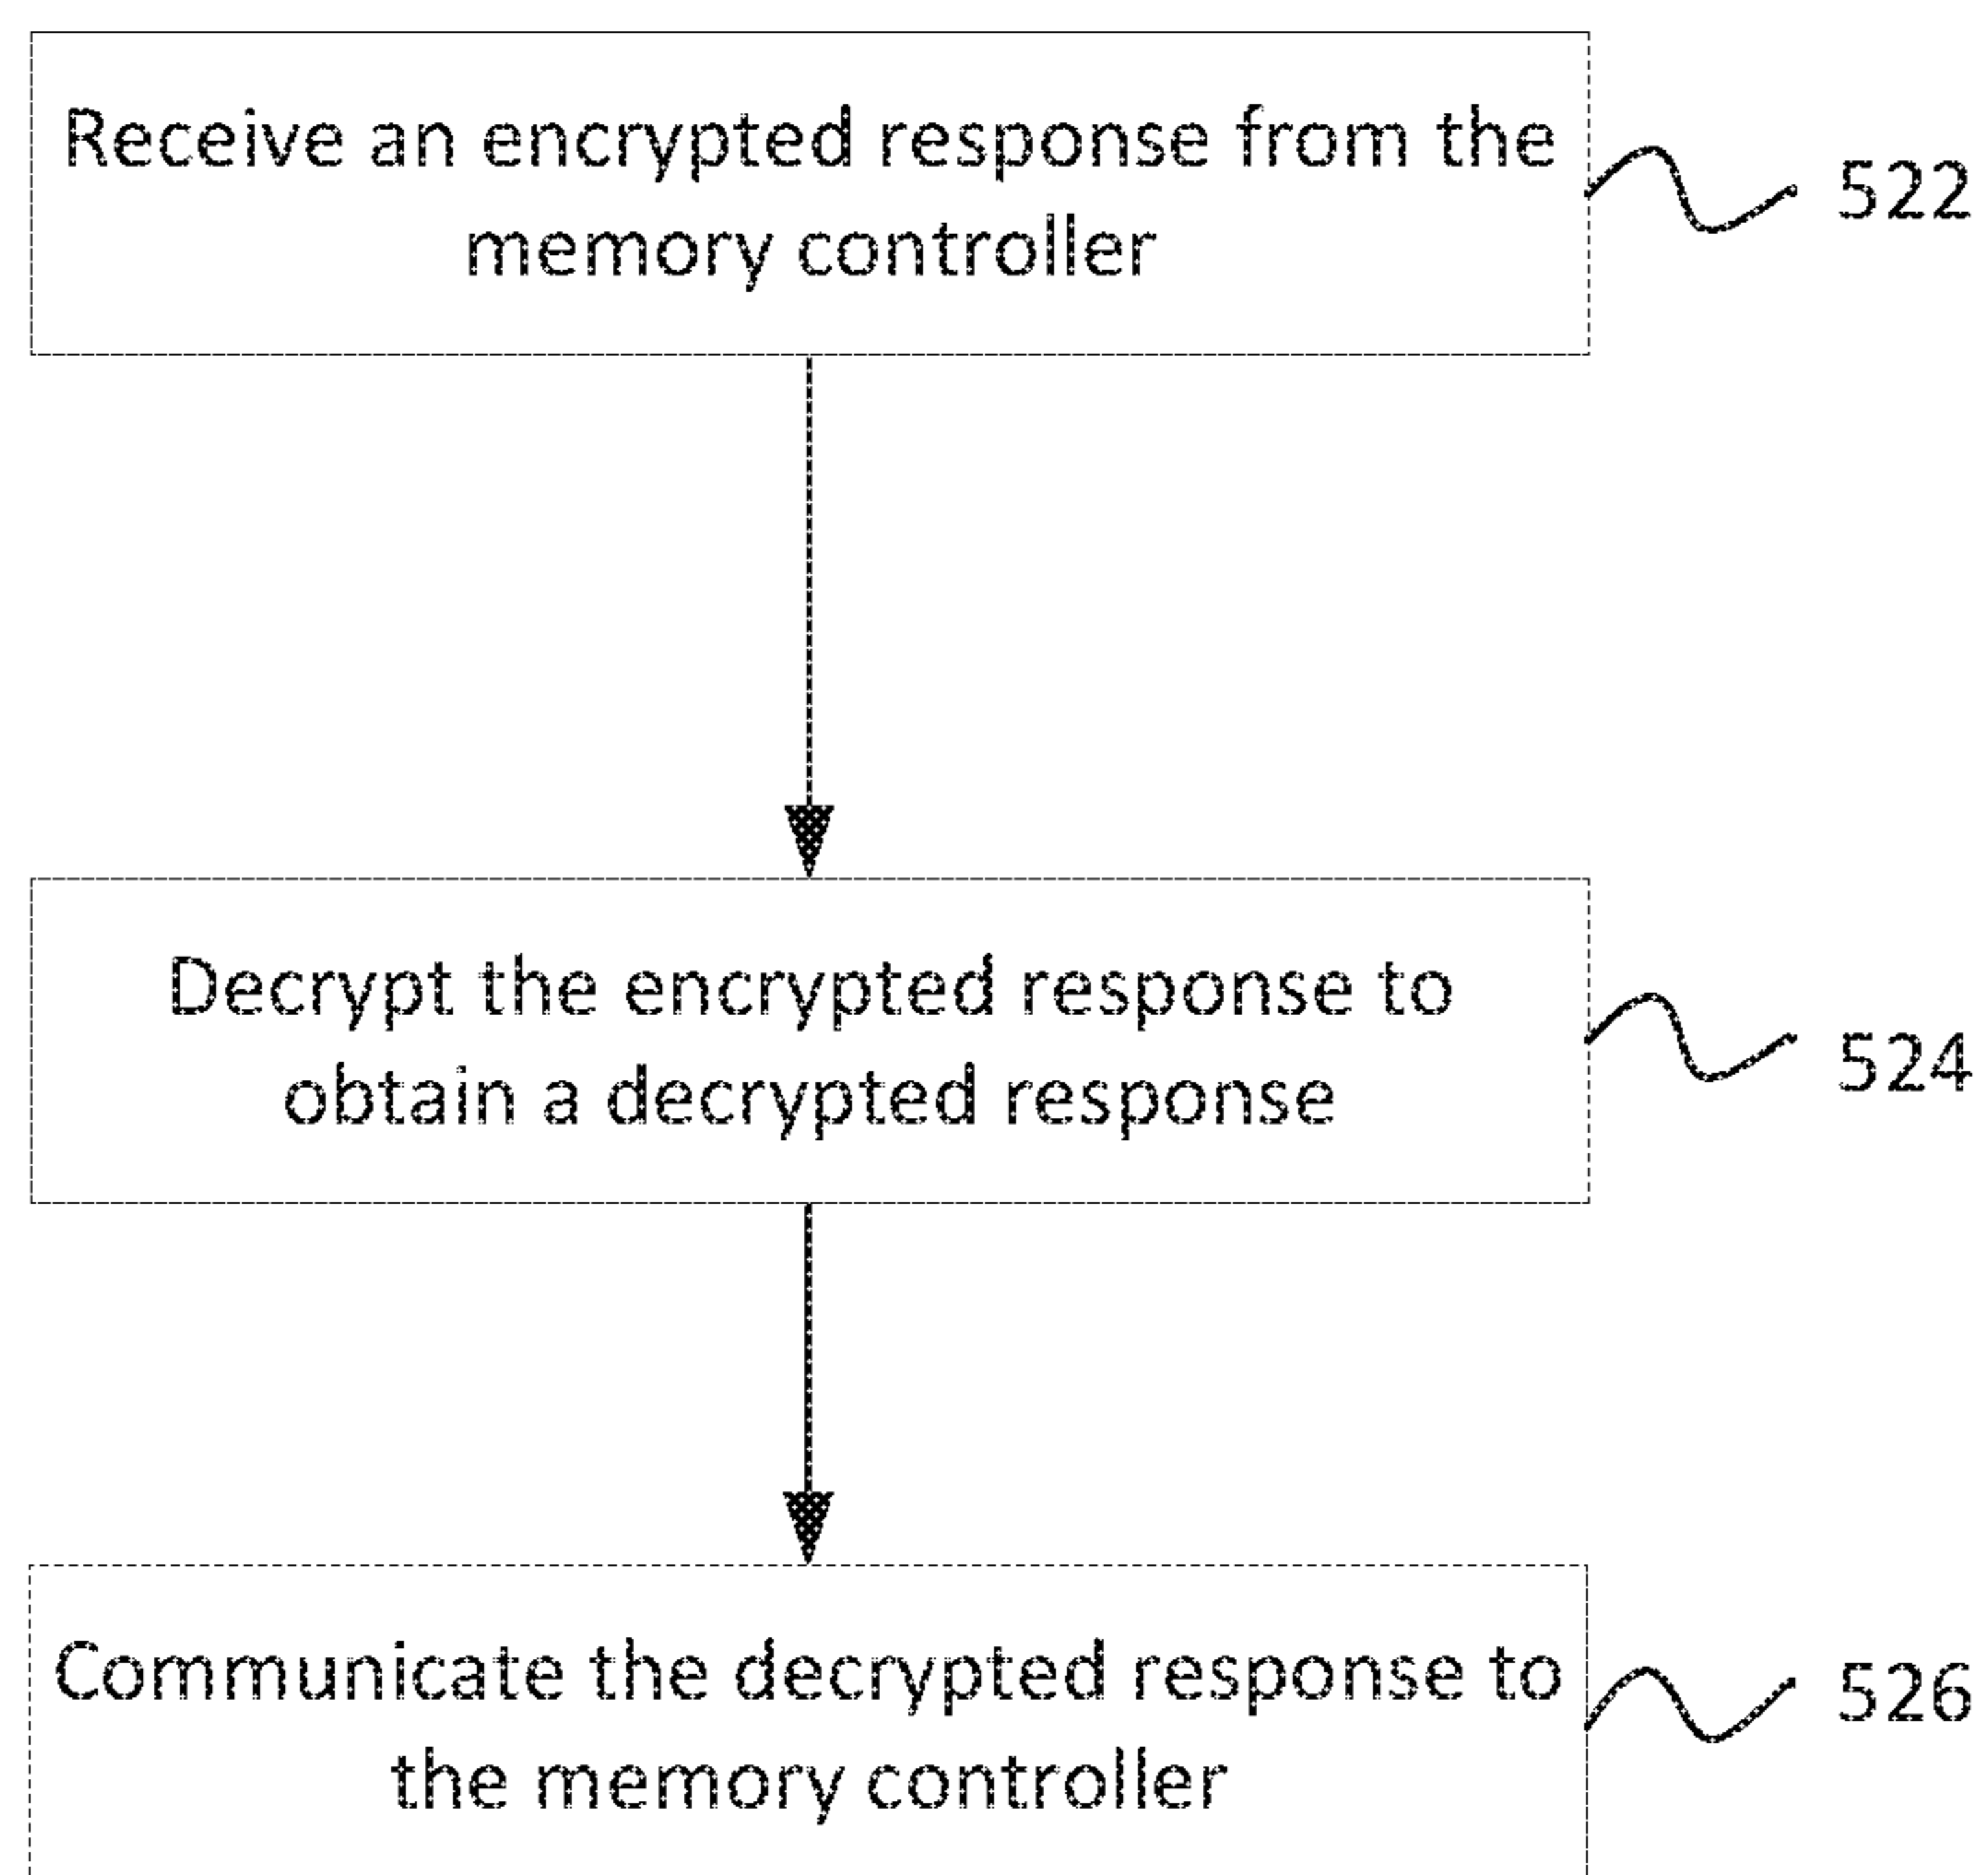 Receive an encrypted response from the
memory controller
522
Decrypt the encrypted response to
obtain a decrypted response
524
Communicate the decrypted response to
the memory controller
526